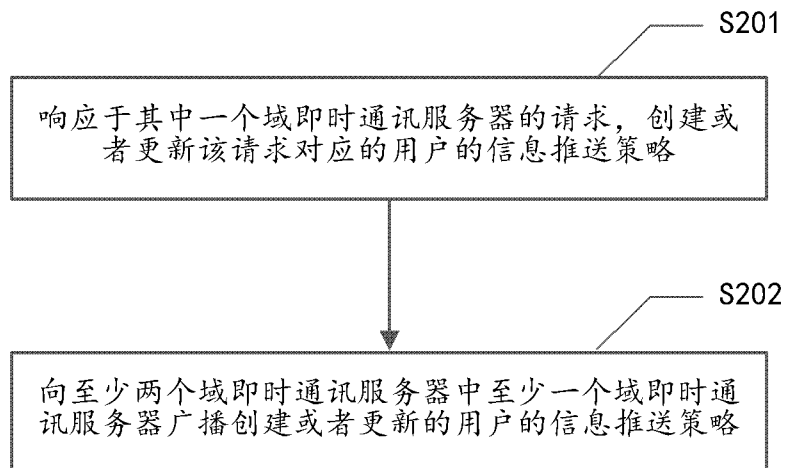 S201
响应于其中一个域即时通讯服务器的请求，创建或
者更新该请求对应的用户的信息推送策略
S202
向至少两个域即时通讯服务器中至少一个域即时通
讯服务器广播创建或者更新的用户的信息推送策略